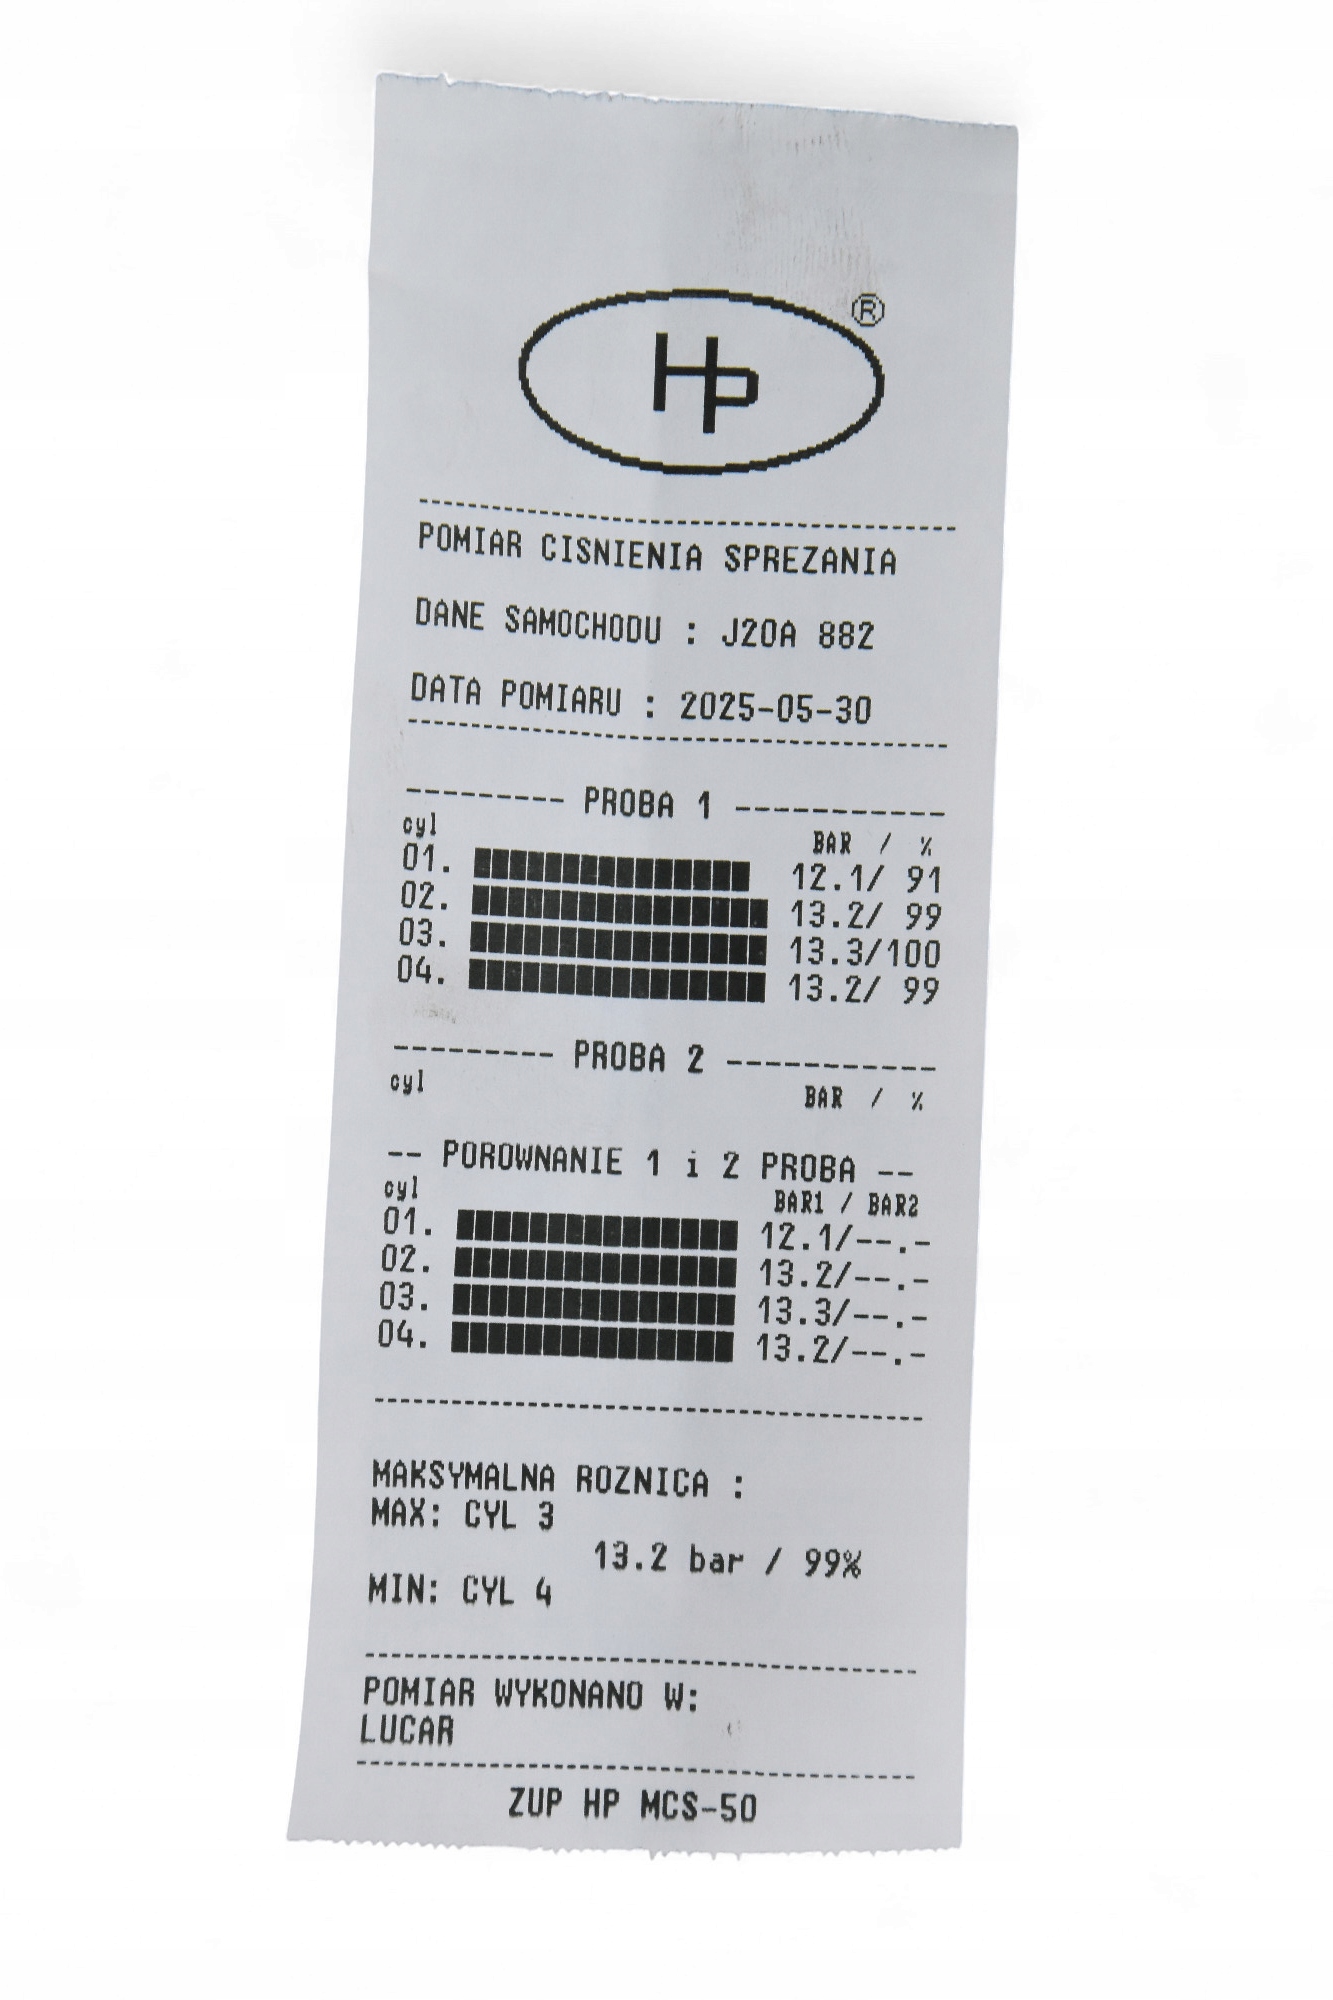 HP ®
POMIAR CISNIENIA SPREZANIA
DANE SAMOCHODU : J20A 882
DATA POMIARU : 2025-05-30
--------- PROBA 1 -----------
cyl BAR / %
01. 12.1/ 91
02. 13.2/ 99
03. 13.3/100
04. 13.2/ 99
--------- PROBA 2 -----------
cyl BAR / %
-- POROWNANIE 1 i 2 PROBA --
cyl BAR1 / BAR2
01. 12.1/--.-
02. 13.2/--.-
03. 13.3/--.-
04. 13.2/--.-
MAKSYMALNA ROZNICA :
MAX: CYL 3
13.2 bar / 99%
MIN: CYL 4
POMIAR WYKONANO W:
LUCAR
ZUP HP MCS-50